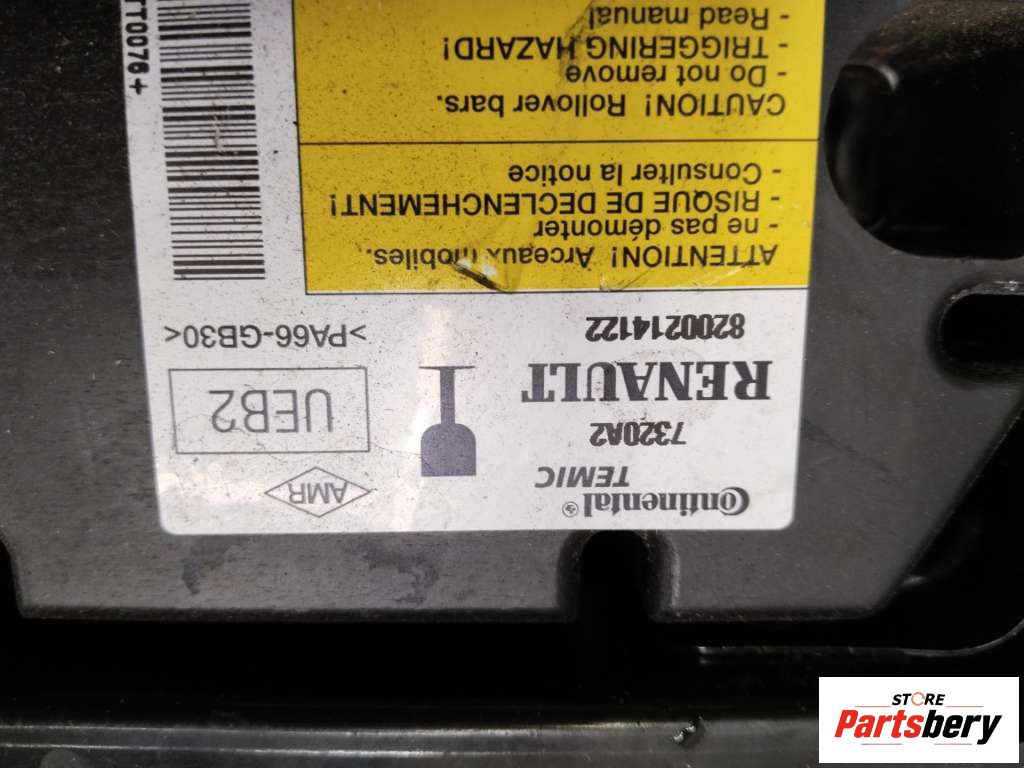 Continental
TEMIC
7320A2
RENAULT
8200214122
AMR
UEB2
>PA66-GB30<
ATTENTION! Arceaux mobiles.
- ne pas démonter
- RISQUE DE DECLENCHEMENT!
- Consulter la notice
CAUTION! Rollover bars.
- Do not remove
- TRIGGERING HAZARD!
- Read manual
TT0076+
STORE
Partsbery